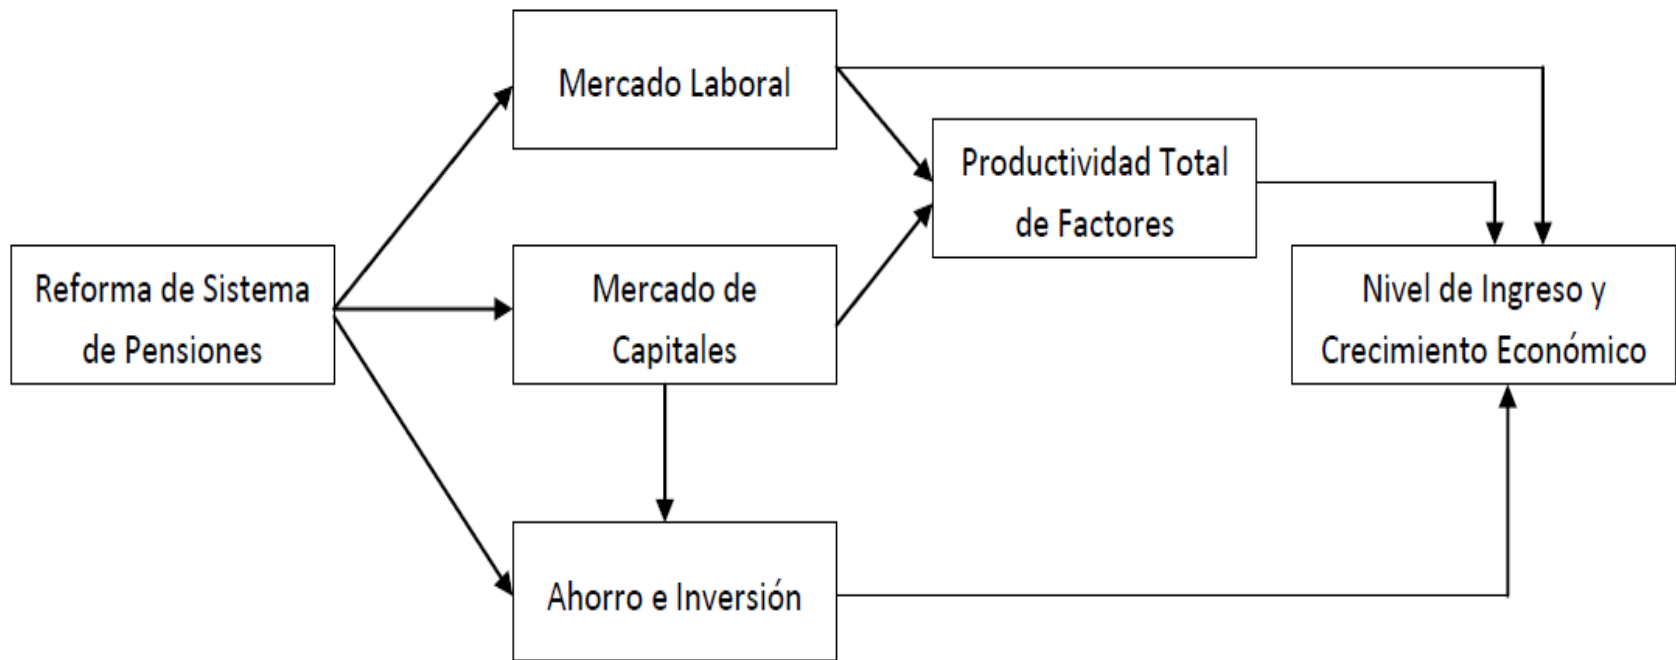 Mercado Laboral
Productividad Total
de Factores
Reforma de Sistema
de Pensiones
Mercado de
Capitales
Nivel de Ingreso y
Crecimiento Económico
Ahorro e Inversión